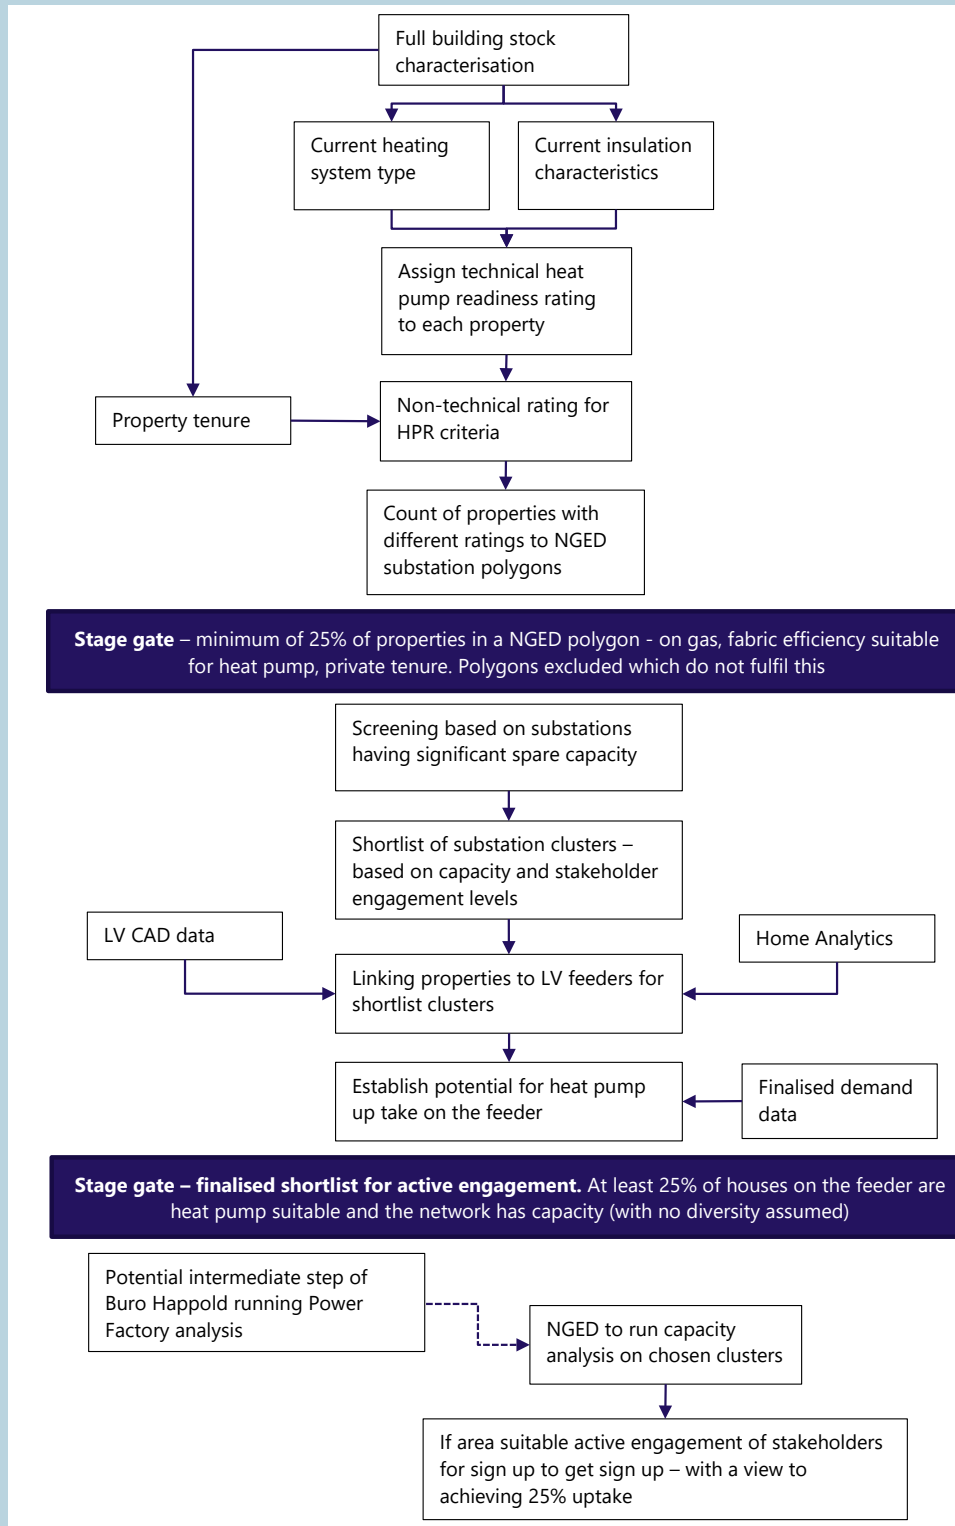 Full building stock
characterisation
Current heating
system type
Current insulation
characteristics
Assign technical heat
pump readiness rating
to each property
Property tenure
Non-technical rating for
HPR criteria
Count of properties with
different ratings to NGED
substation polygons
Stage gate – minimum of 25% of properties in a NGED polygon - on gas, fabric efficiency suitable
for heat pump, private tenure. Polygons excluded which do not fulfil this
Screening based on substations
having significant spare capacity
Shortlist of substation clusters –
based on capacity and stakeholder
engagement levels
LV CAD data
Home Analytics
Linking properties to LV feeders for
shortlist clusters
Establish potential for heat pump
up take on the feeder
Finalised demand
data
Stage gate – finalised shortlist for active engagement. At least 25% of houses on the feeder are
heat pump suitable and the network has capacity (with no diversity assumed)
Potential intermediate step of
Buro Happold running Power
Factory analysis
NGED to run capacity
analysis on chosen clusters
If area suitable active engagement of stakeholders
for sign up to get sign up – with a view to
achieving 25% uptake